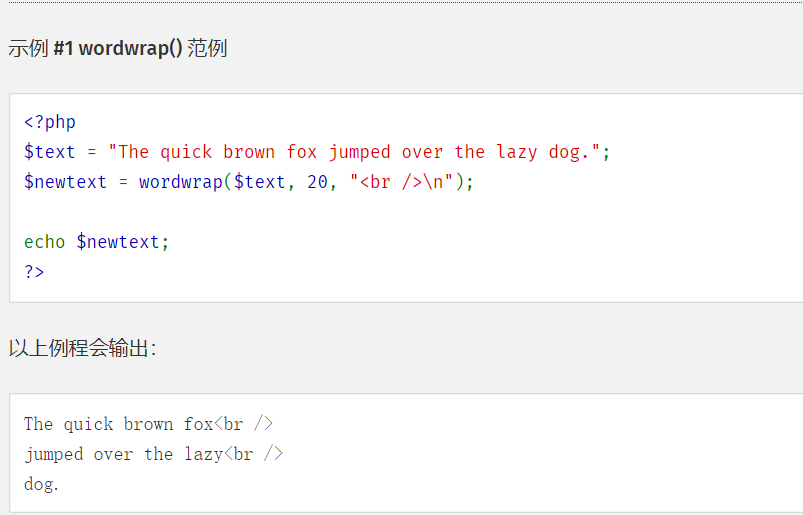 示例 #1 wordwrap() 范例
<?php
$text = "The quick brown fox jumped over the lazy dog.";
$newtext = wordwrap($text, 20, "<br />\n");
echo $newtext;
?>
以上例程会输出：
The quick brown fox<br />
jumped over the lazy<br />
dog.